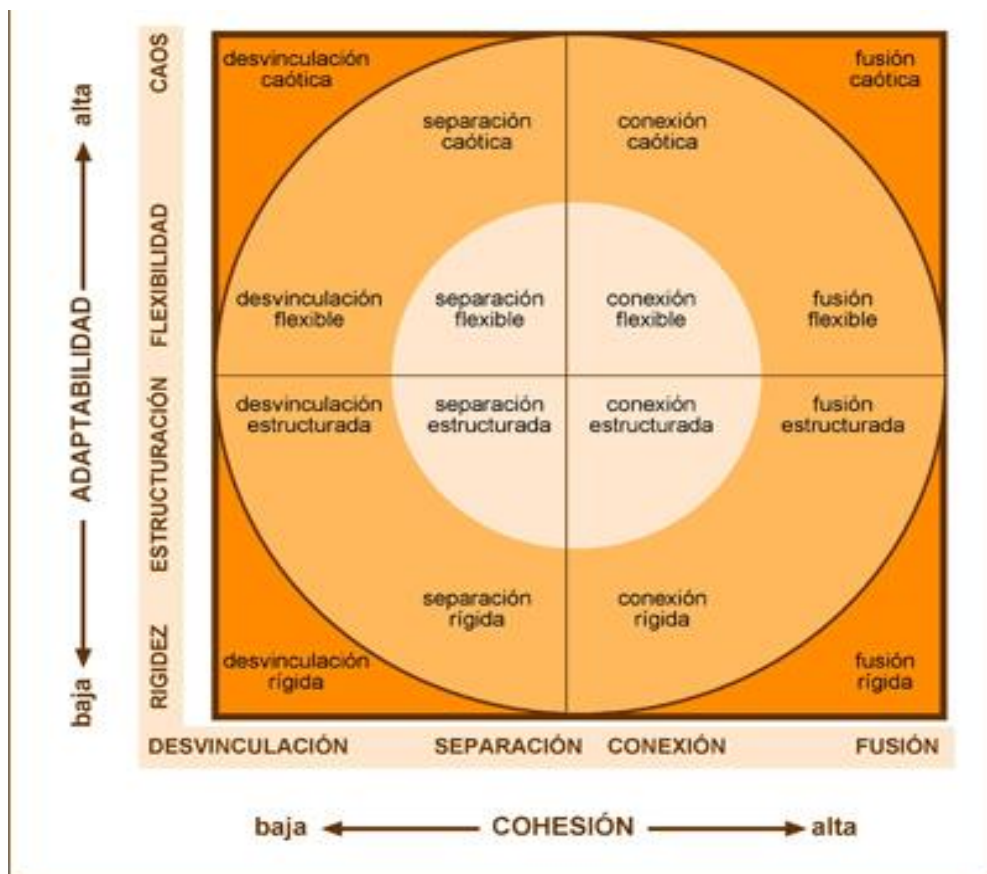 CAOS
FLEXIBILIDAD
ESTRUCTURACIÓN
RIGIDEZ
alta
ADAPTABILIDAD
baja
desvinculación
caótica
fusión
caótica
separación
caótica
conexión
caótica
desvinculación
flexible
separación
flexible
conexión
flexible
fusión
flexible
desvinculación
estructurada
separación
estructurada
conexión
estructurada
fusión
estructurada
separación
rígida
conexión
rígida
desvinculación
rígida
fusión
rígida
DESVINCULACIÓN SEPARACIÓN CONEXIÓN FUSIÓN
baja COHESIÓN alta